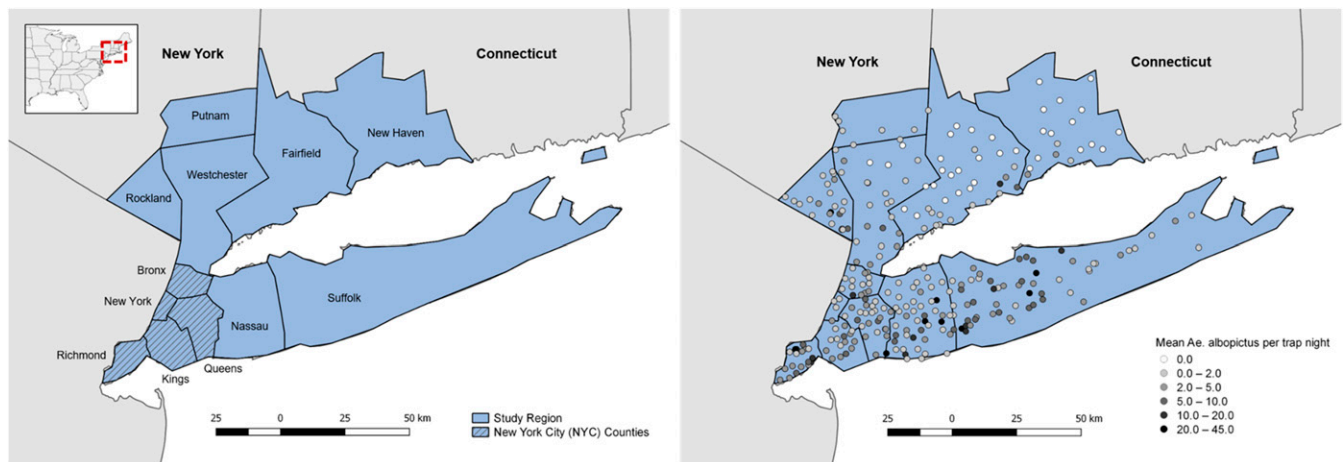 New York
Connecticut
Putnam
New Haven
Fairfield
Westchester
Rockland
Bronx
New York
Suffolk
Nassau
Richmond
Queens
Kings
25 0 25 50 km
Study Region
New York City (NYC) Counties
New York
Connecticut
Mean Ae. albopictus per trap night
0.0
0.0 – 2.0
2.0 – 5.0
5.0 – 10.0
10.0 – 20.0
20.0 – 45.0
25 0 25 50 km